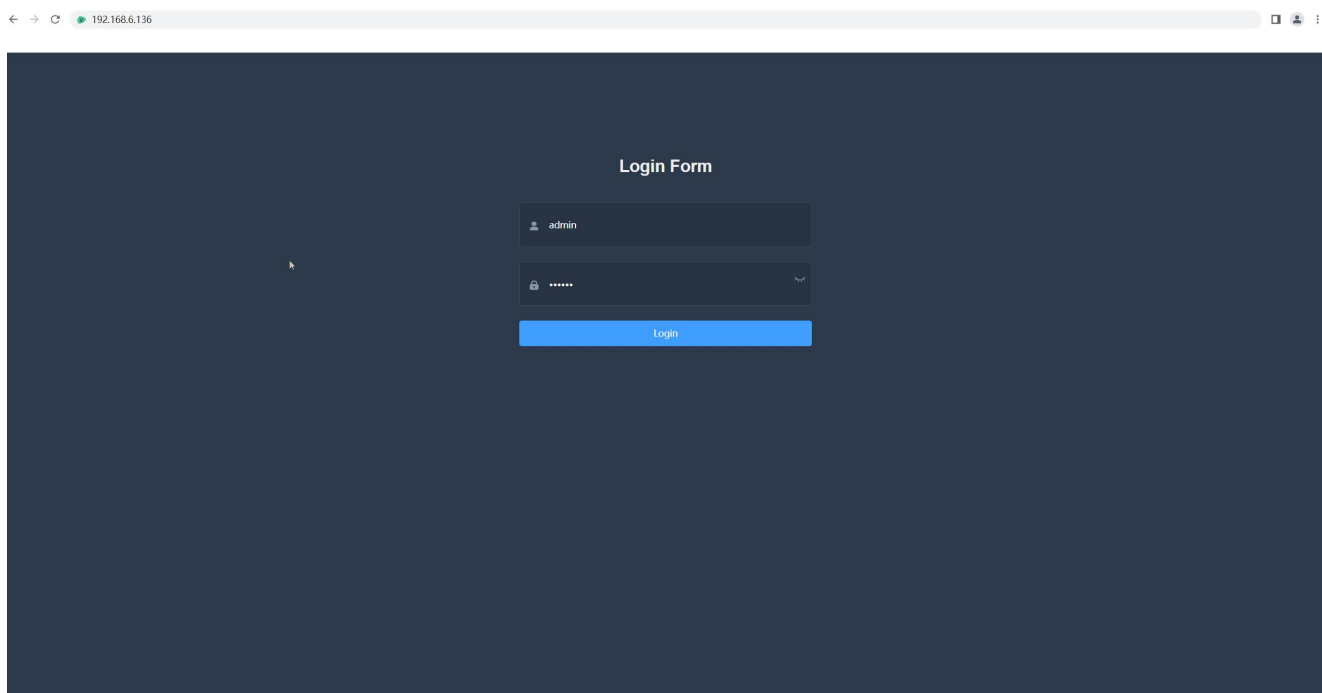 192.168.6.136
Login Form
admin
••••••
Login